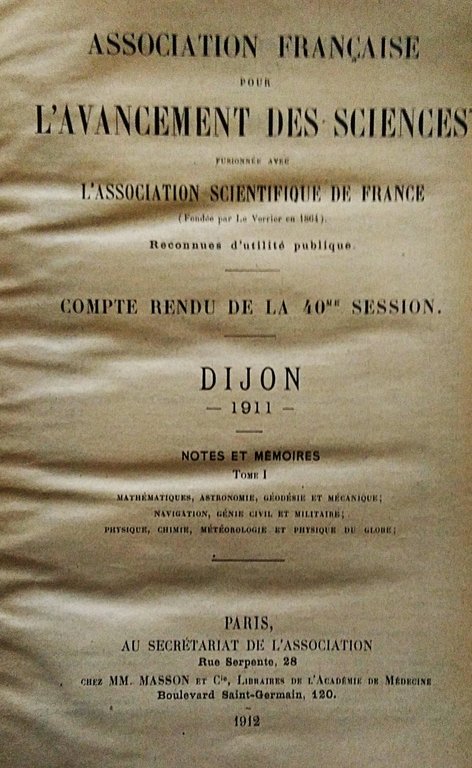 ASSOCIATION FRANÇAISE
POUR
L'AVANCEMENT DES SCIENCES
FUSIONNÉE AVEC
L'ASSOCIATION SCIENTIFIQUE DE FRANCE
(Fondée par Le Verrier en 1864).
Reconnues d'utilité publique.
COMPTE RENDU DE LA 40ME SESSION.
DIJON
— 1911 —
NOTES ET MÉMOIRES
TOME I
MATHÉMATIQUES, ASTRONOMIE, GÉODÉSIE ET MÉCANIQUE;
NAVIGATION, GÉNIE CIVIL ET MILITAIRE;
PHYSIQUE, CHIMIE, MÉTÉOROLOGIE ET PHYSIQUE DU GLOBE;
PARIS,
AU SECRÉTARIAT DE L'ASSOCIATION
Rue Serpente, 28
CHEZ MM. MASSON ET Cie, LIBRAIRES DE L'ACADÉMIE DE MÉDECINE
Boulevard Saint-Germain, 120.
1912